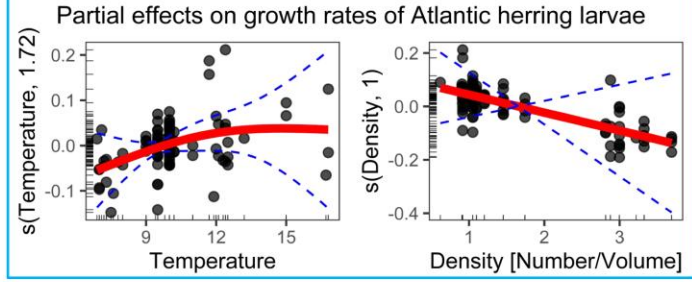 Partial effects on growth rates of Atlantic herring larvae
s(Temperature, 1.72)
0.2
0.1
0.0
-0.1
9
12
15
Temperature
s(Density, 1)
0.2
0.0
-0.2
-0.4
1
2
3
Density [Number/Volume]